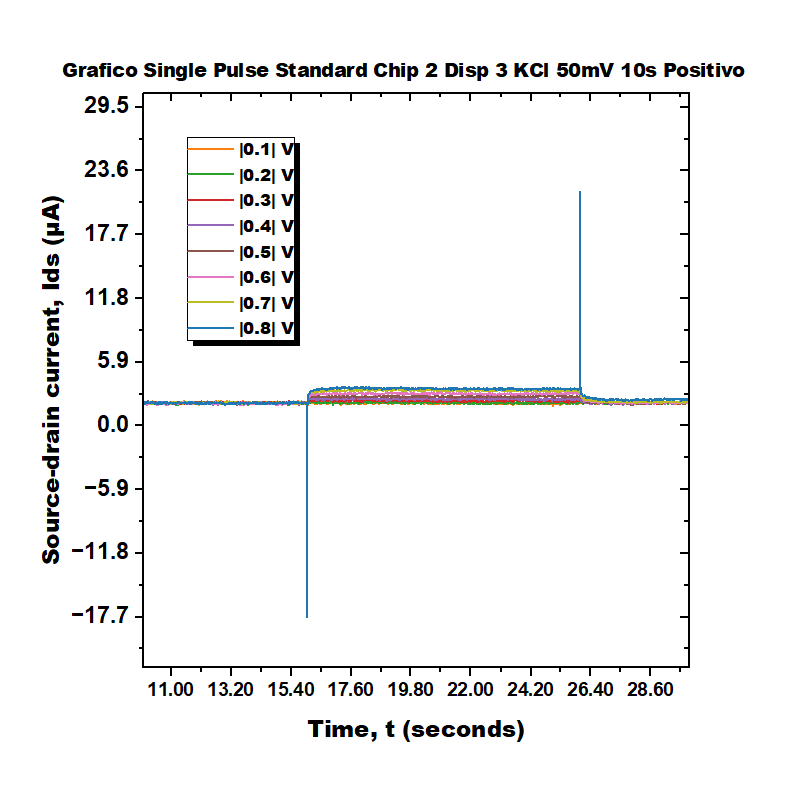 Grafico Single Pulse Standard Chip 2 Disp 3 KCl 50mV 10s Positivo
29.5
23.6
17.7
11.8
5.9
0.0
−5.9
−11.8
−17.7
Source-drain current, Ids (µA)
|0.1| V
|0.2| V
|0.3| V
|0.4| V
|0.5| V
|0.6| V
|0.7| V
|0.8| V
11.00 13.20 15.40 17.60 19.80 22.00 24.20 26.40 28.60
Time, t (seconds)